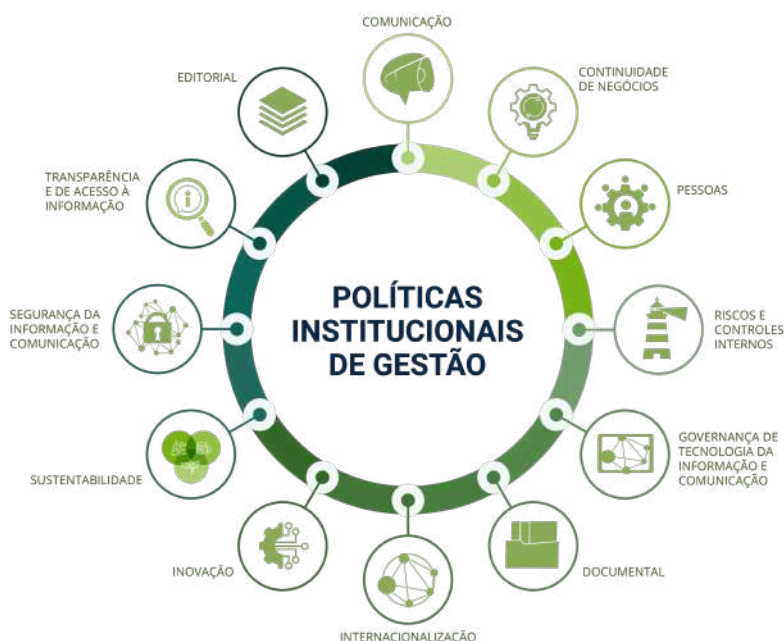 COMUNICAÇÃO
CONTINUIDADE
DE NEGÓCIOS
PESSOAS
RISCOS E
CONTROLES
INTERNOS
GOVERNANÇA DE
TECNOLOGIA DA
INFORMAÇÃO E
COMUNICAÇÃO
DOCUMENTAL
INTERNACIONALIZAÇÃO
INOVAÇÃO
SUSTENTABILIDADE
SEGURANÇA DA
INFORMAÇÃO E
COMUNICAÇÃO
TRANSPARÊNCIA
E DE ACESSO À
INFORMAÇÃO
EDITORIAL
POLÍTICAS
INSTITUCIONAIS
DE GESTÃO